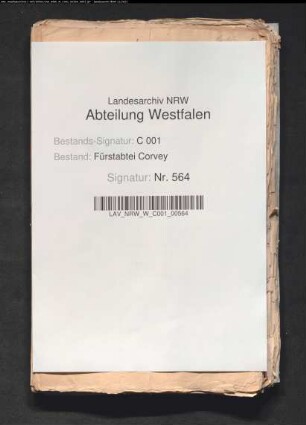 Landesarchiv NRW
Abteilung Westfalen
Bestands-Signatur: C 001
Bestand: Fürstabtei Corvey
Signatur: Nr. 564
LAV_NRW_W_C001_00564